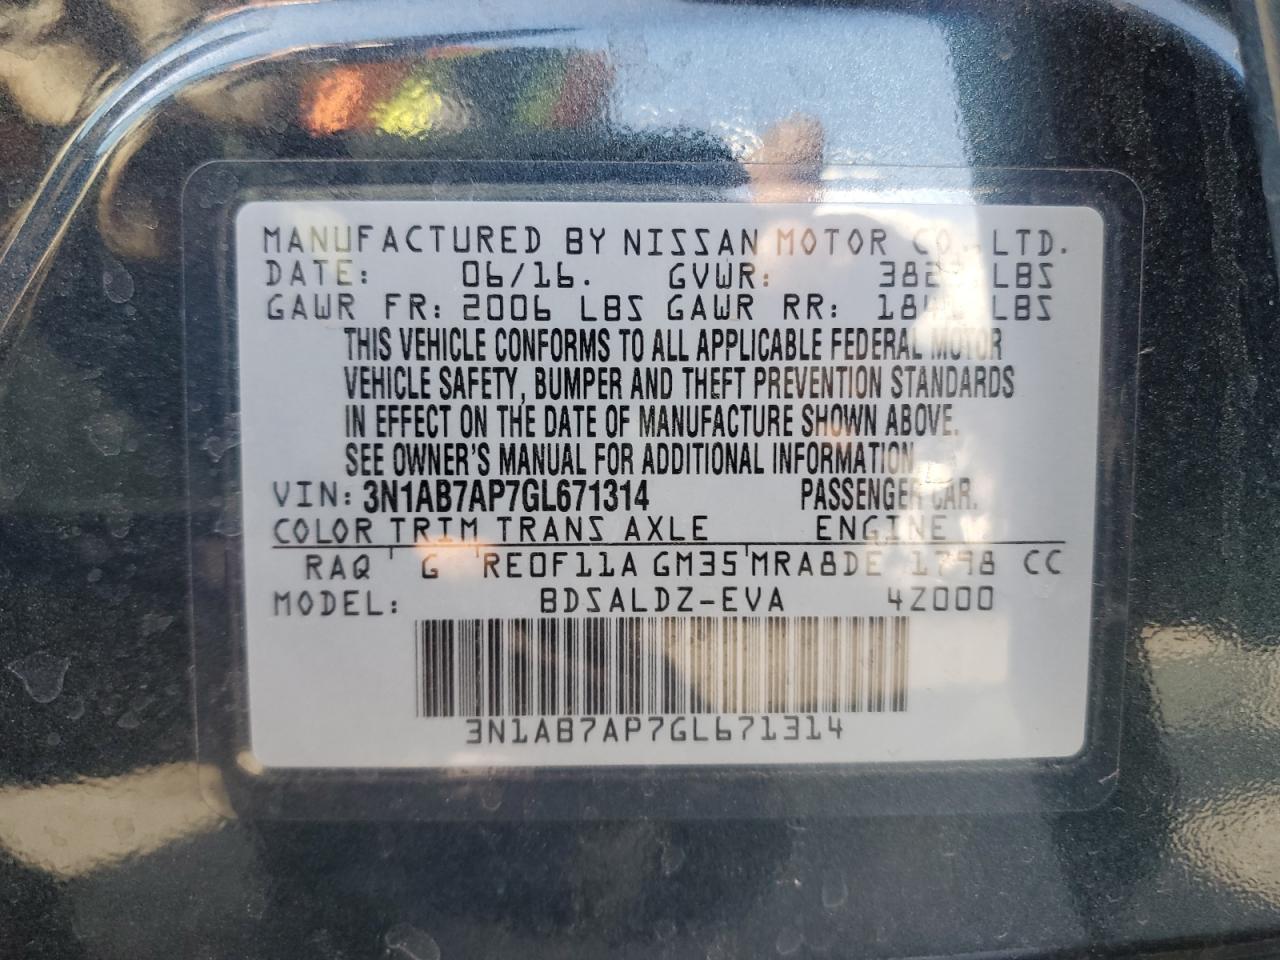 MANUFACTURED BY NISSAN MOTOR CO., LTD.
DATE: 06/16. GVWR: LBS
GAWR FR: 2006 LBS GAWR RR: LBS
THIS VEHICLE CONFORMS TO ALL APPLICABLE FEDERAL MOTOR
VEHICLE SAFETY, BUMPER AND THEFT PREVENTION STANDARDS
IN EFFECT ON THE DATE OF MANUFACTURE SHOWN ABOVE.
SEE OWNER'S MANUAL FOR ADDITIONAL INFORMATION.
VIN: 3N1AB7AP7GL671314 PASSENGER CAR.
COLOR TRIM TRANS AXLE ENGINE
RAQ G RE0F11A GM35 MRA8DE 1798 CC
MODEL: BDSALDZ-EVA 4Z000
3N1AB7AP7GL671314